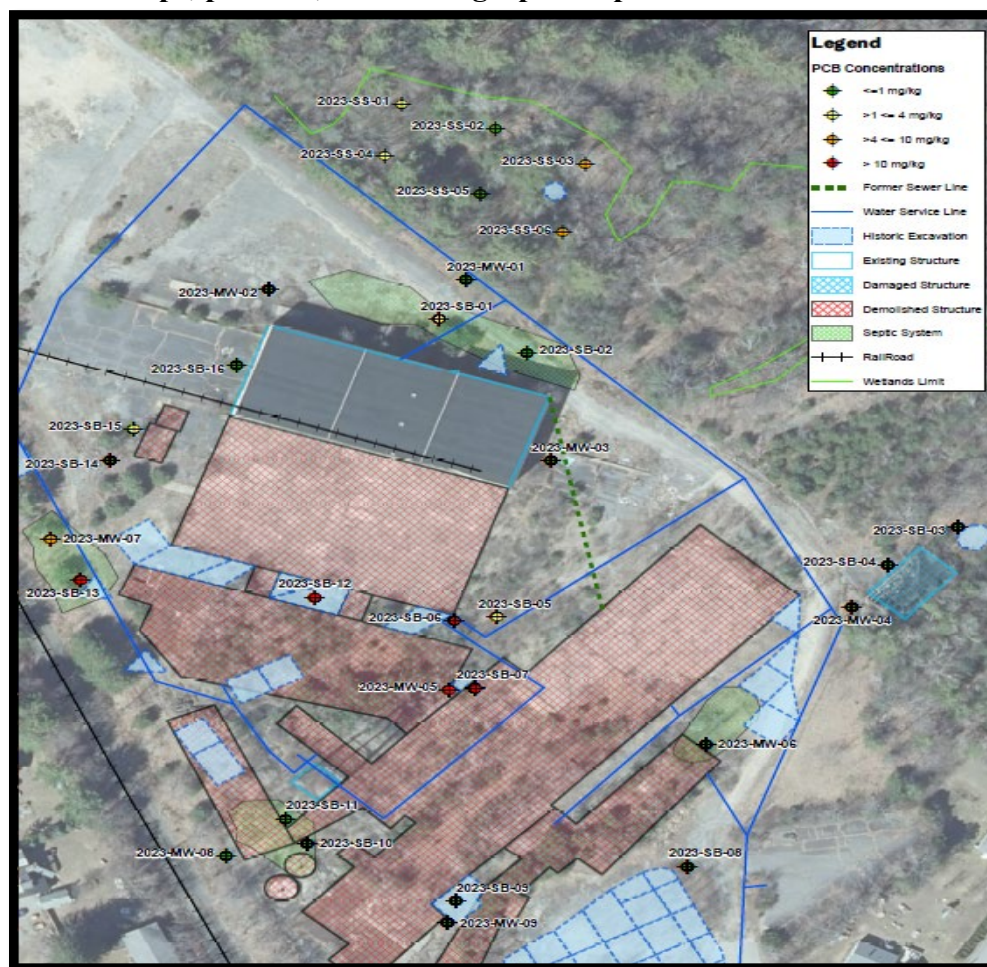 Legend
PCB Concentrations
<=1 mg/kg
>1 <= 4 mg/kg
>4 <= 10 mg/kg
> 10 mg/kg
Former Sewer Line
Water Service Line
Historic Excavation
Existing Structure
Damaged Structure
Demolished Structure
Septic System
RailRoad
Wetlands Limit
2023-SS-01
2023-SS-02
2023-SS-04
2023-SS-03
2023-SS-05
2023-SS-06
2023-MW-01
2023-MW-02
2023-SB-01
2023-SB-02
2023-SB-16
2023-SB-15
2023-MW-03
2023-SB-14
2023-SB-03
2023-MW-07
2023-SB-04
2023-SB-13
2023-SB-12
2023-MW-04
2023-SB-05
2023-SB-06
2023-SB-07
2023-MW-05
2023-MW-06
2023-SB-11
2023-SB-10
2023-MW-08
2023-SB-08
2023-SB-09
2023-MW-09